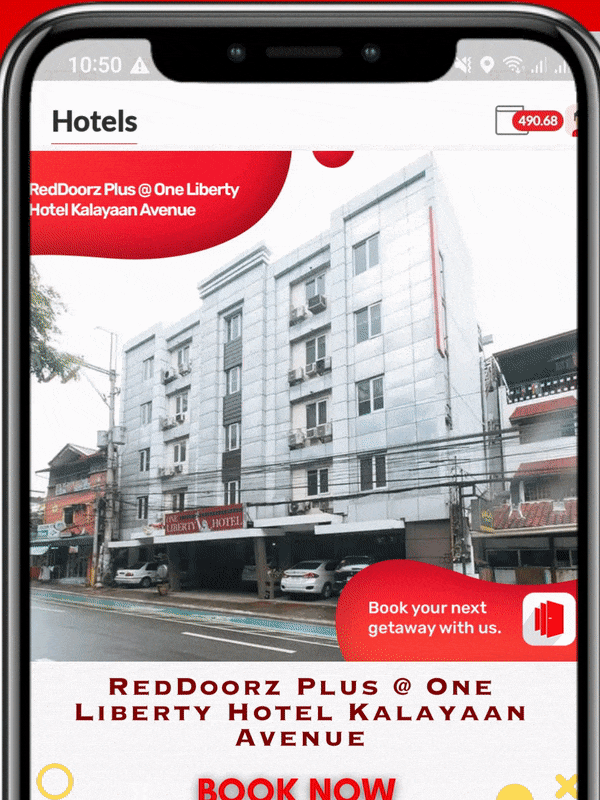 10:50
Hotels
490.68
RedDoorz Plus @ One Liberty
Hotel Kalayaan Avenue
ONE
LIBERTY HOTEL
Book your next
getaway with us.
REDDOORZ PLUS @ ONE
LIBERTY HOTEL KALAYAAN
AVENUE
BOOK NOW